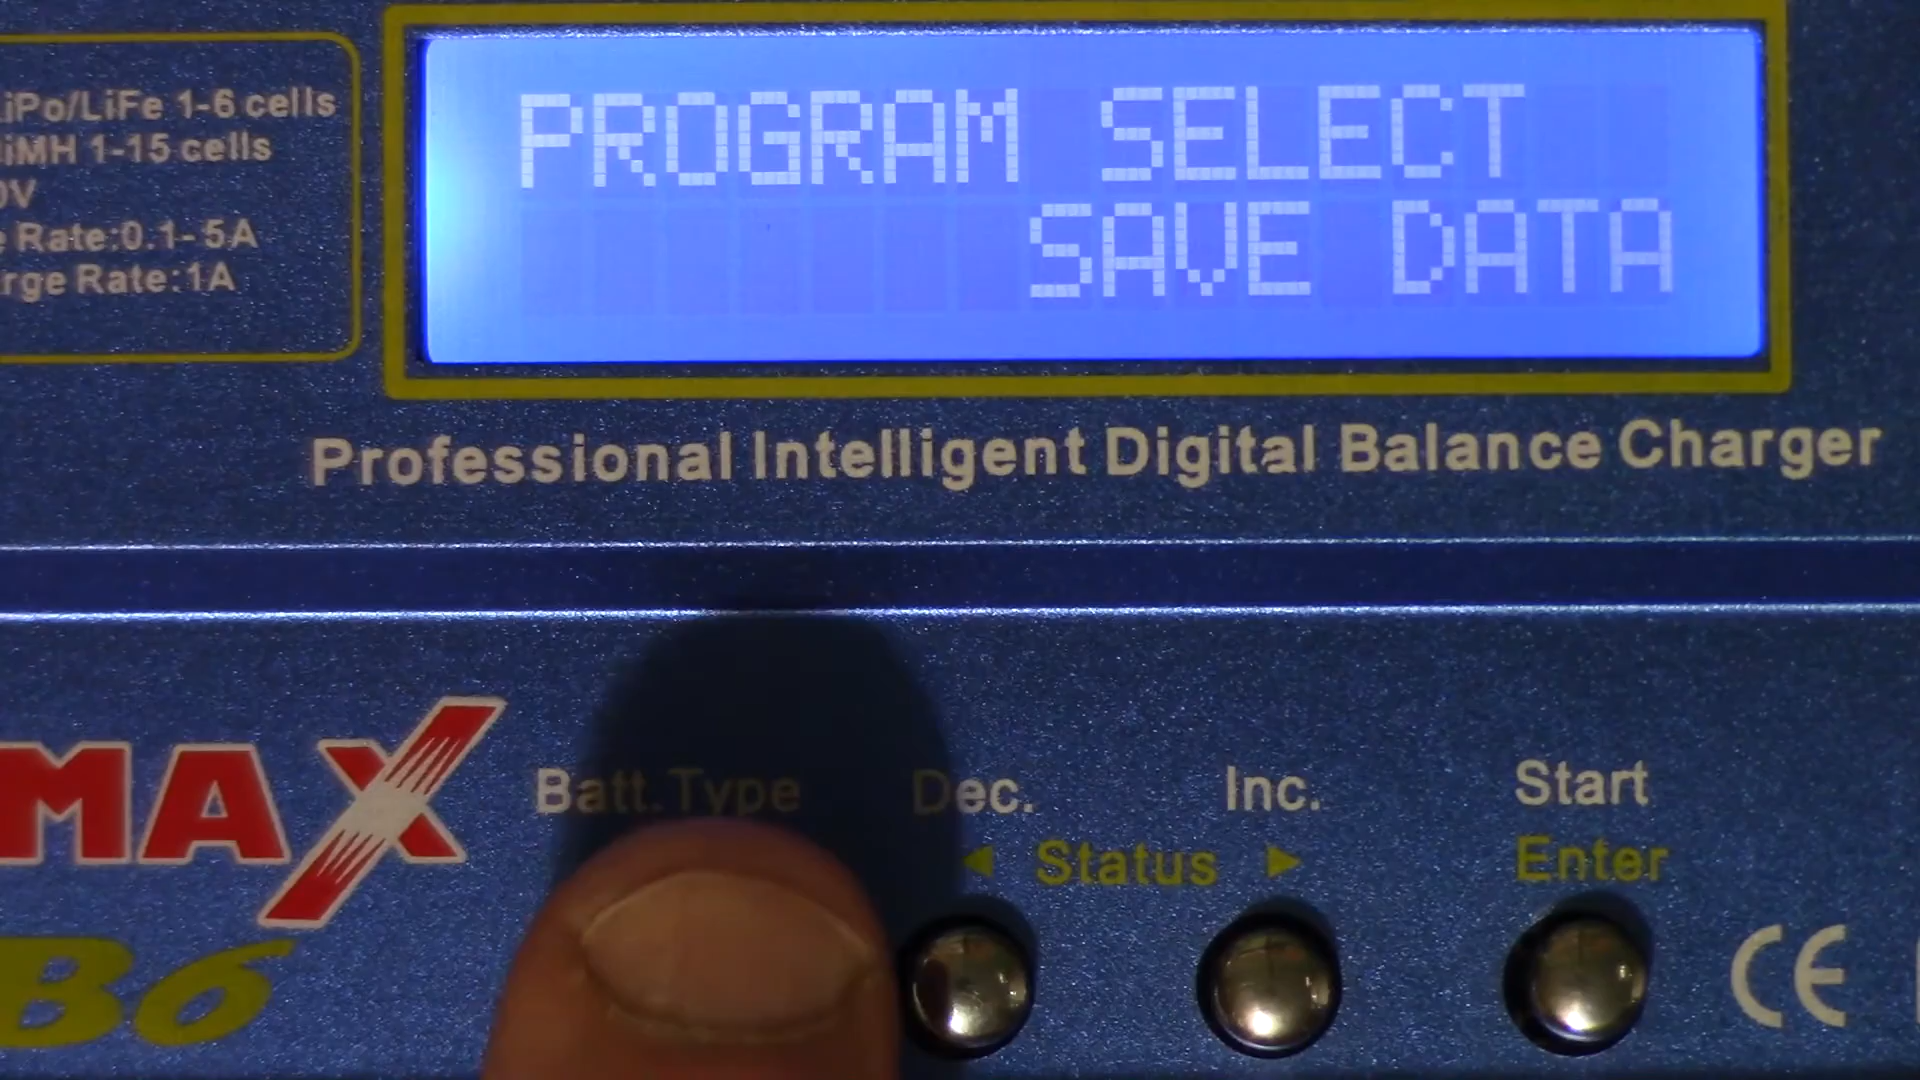 PROGRAM SELECT
SAVE DATA
iPo/LiFe 1-6 cells
iMH 1-15 cells
0V
e Rate:0.1-5A
rge Rate:1A
Professional Intelligent Digital Balance Charger
MAX
B6
Batt.Type
Dec.
Inc.
Start
◄ Status ►
Enter
CE